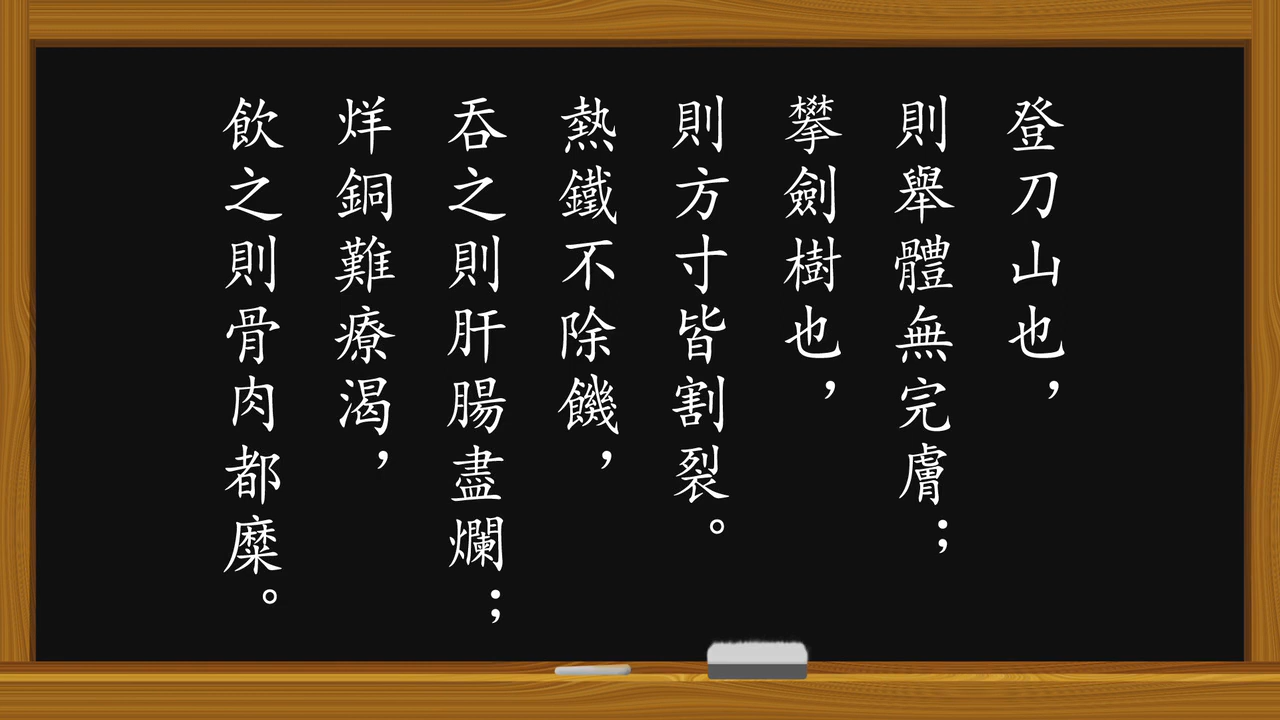 登刀山也，
則舉體無完膚；
攀劍樹也，
則方寸皆割裂。
熱鐵不除饑，
吞之則肝腸盡爛；
烊銅難療渴，
飲之則骨肉都糜。